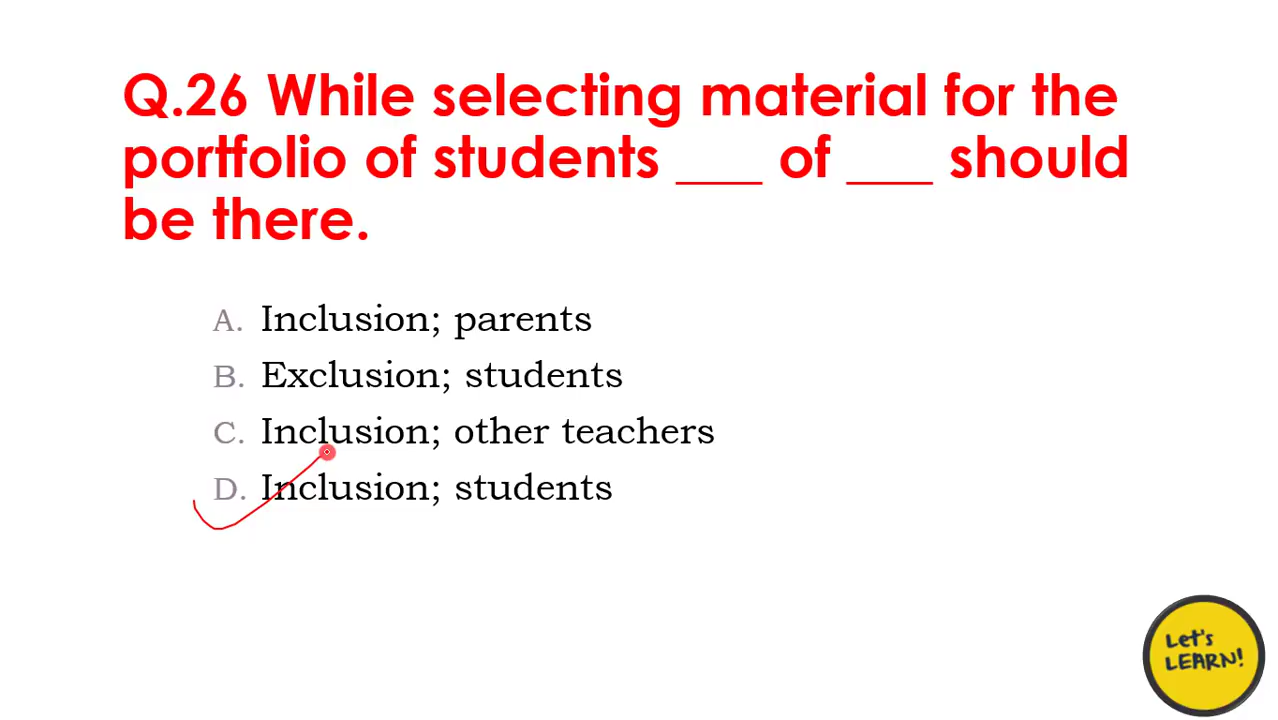 Q.26 While selecting material for the
portfolio of students ___ of ___ should
be there.
A. Inclusion; parents
B. Exclusion; students
C. Inclusion; other teachers
D. Inclusion; students
Let's
LEARN!